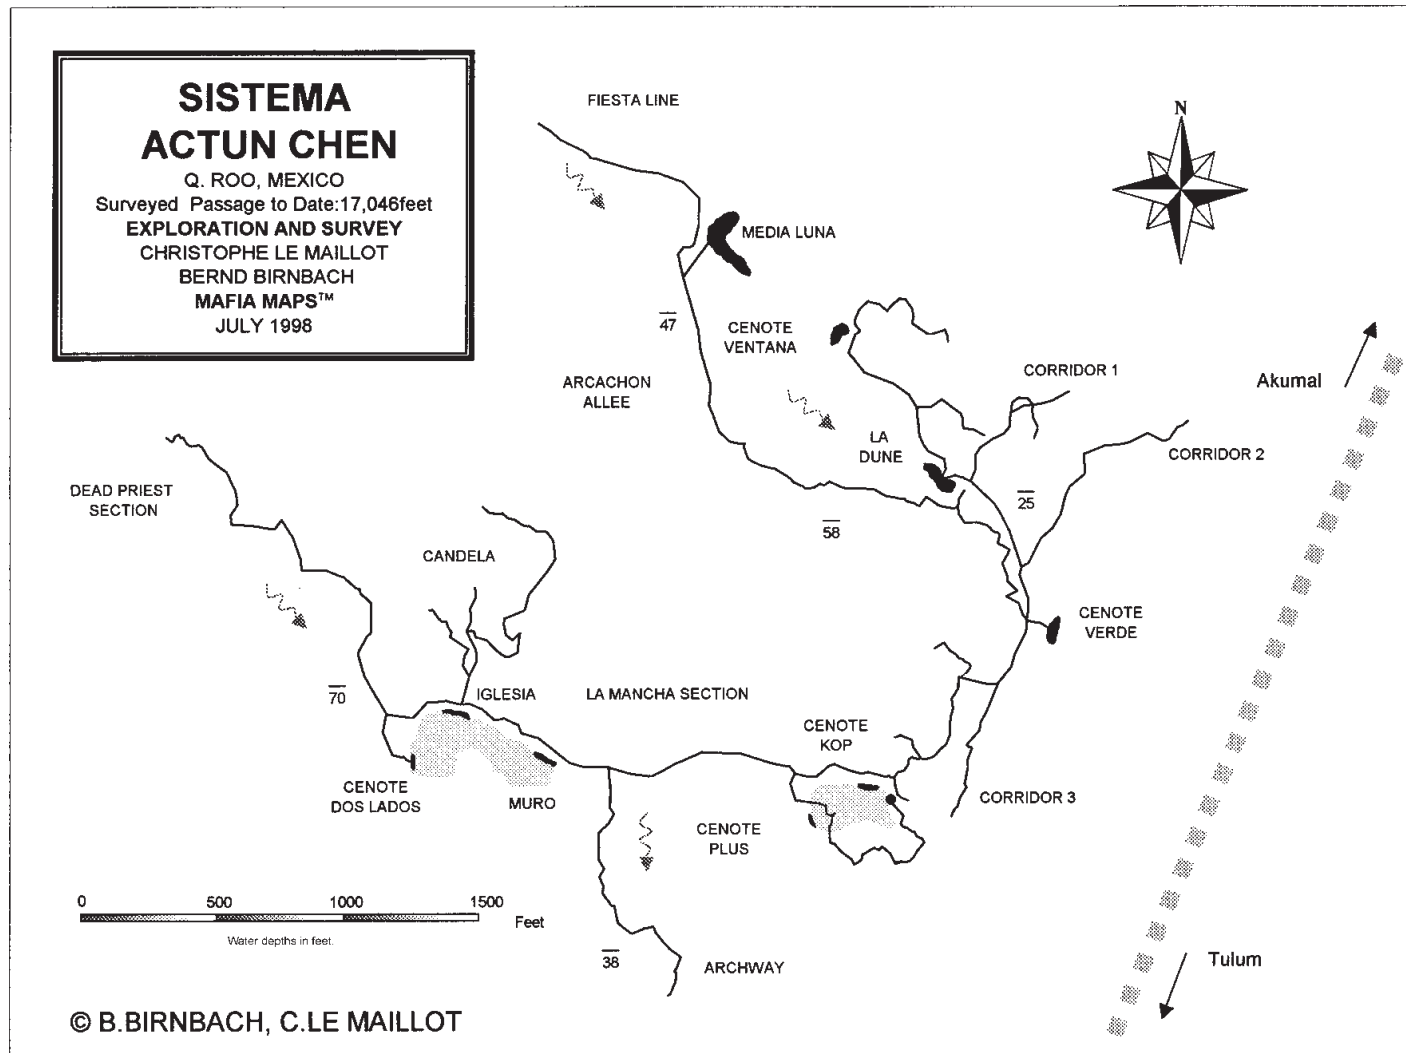 SISTEMA
ACTUN CHEN
Q. ROO, MEXICO
Surveyed Passage to Date:17,046feet
EXPLORATION AND SURVEY
CHRISTOPHE LE MAILLOT
BERND BIRNBACH
MAFIA MAPS™
JULY 1998
FIESTA LINE
N
MEDIA LUNA
47
CENOTE
VENTANA
ARCACHON
ALLEE
CORRIDOR 1
Akumal
LA
DUNE
CORRIDOR 2
DEAD PRIEST
SECTION
25
58
CANDELA
CENOTE
VERDE
70
IGLESIA
LA MANCHA SECTION
CENOTE
KOP
CENOTE
DOS LADOS
MURO
CORRIDOR 3
CENOTE
PLUS
0 500 1000 1500
Feet
Water depths in feet.
38
ARCHWAY
Tulum
© B.BIRNBACH, C.LE MAILLOT